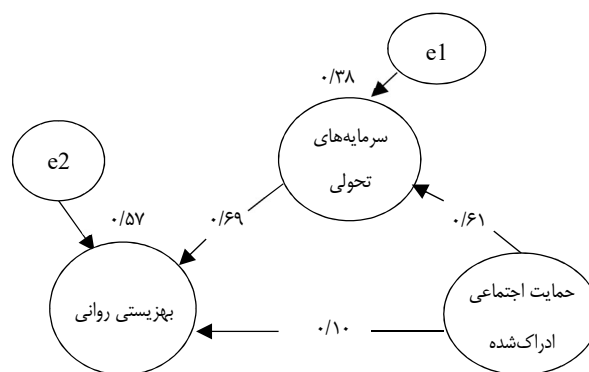 e1
۰/۳۸
سرمایه‌های
تحولی
e2
۰/۵۷
۰/۶۹
۰/۶۱
بهزیستی روانی
حمایت اجتماعی
ادراک‌شده
۰/۱۰